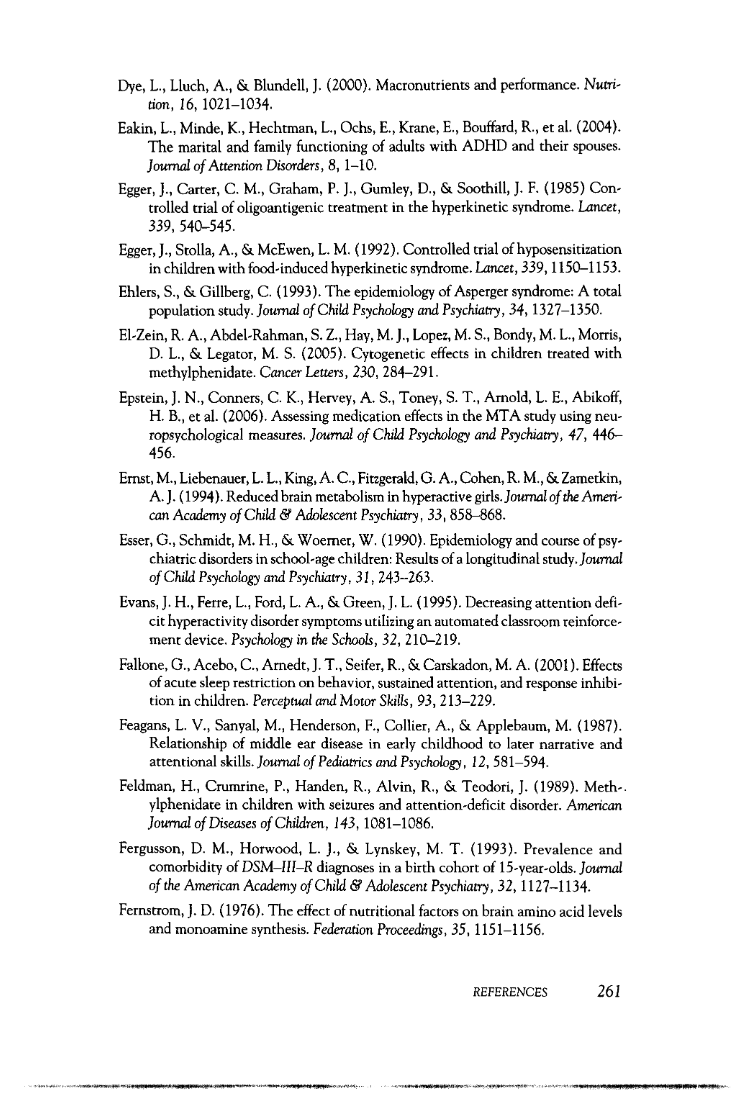 Dye, L., Lluch, A., & Blundell, J. (2000). Macronutrients and performance. Nutri-
tion, 16, 1021–1034.
Eakin, L., Minde, K., Hechtman, L., Ochs, E., Krane, E., Bouffard, R., et al. (2004).
The marital and family functioning of adults with ADHD and their spouses.
Journal of Attention Disorders, 8, 1–10.
Egger, J., Carter, C. M., Graham, P. J., Gumley, D., & Soothill, J. F. (1985) Con-
trolled trial of oligoantigenic treatment in the hyperkinetic syndrome. Lancet,
339, 540–545.
Egger, J., Stolla, A., & McEwen, L. M. (1992). Controlled trial of hyposensitization
in children with food-induced hyperkinetic syndrome. Lancet, 339, 1150–1153.
Ehlers, S., & Gillberg, C. (1993). The epidemiology of Asperger syndrome: A total
population study. Journal of Child Psychology and Psychiatry, 34, 1327–1350.
El-Zein, R. A., Abdel-Rahman, S. Z., Hay, M. J., Lopez, M. S., Bondy, M. L., Morris,
D. L., & Legator, M. S. (2005). Cytogenetic effects in children treated with
methylphenidate. Cancer Letters, 230, 284–291.
Epstein, J. N., Conners, C. K., Hervey, A. S., Toney, S. T., Arnold, L. E., Abikoff,
H. B., et al. (2006). Assessing medication effects in the MTA study using neu-
ropsychological measures. Journal of Child Psychology and Psychiatry, 47, 446–
456.
Ernst, M., Liebenauer, L. L., King, A. C., Fitzgerald, G. A., Cohen, R. M., & Zametkin,
A. J. (1994). Reduced brain metabolism in hyperactive girls. Journal of the Ameri-
can Academy of Child & Adolescent Psychiatry, 33, 858–868.
Esser, G., Schmidt, M. H., & Woerner, W. (1990). Epidemiology and course of psy-
chiatric disorders in school-age children: Results of a longitudinal study. Journal
of Child Psychology and Psychiatry, 31, 243–263.
Evans, J. H., Ferre, L., Ford, L. A., & Green, J. L. (1995). Decreasing attention defi-
cit hyperactivity disorder symptoms utilizing an automated classroom reinforce-
ment device. Psychology in the Schools, 32, 210–219.
Fallone, G., Acebo, C., Arnedt, J. T., Seifer, R., & Carskadon, M. A. (2001). Effects
of acute sleep restriction on behavior, sustained attention, and response inhibi-
tion in children. Perceptual and Motor Skills, 93, 213–229.
Feagans, L. V., Sanyal, M., Henderson, F., Collier, A., & Applebaum, M. (1987).
Relationship of middle ear disease in early childhood to later narrative and
attentional skills. Journal of Pediatrics and Psychology, 12, 581–594.
Feldman, H., Crumrine, P., Handen, R., Alvin, R., & Teodori, J. (1989). Meth-.
ylphenidate in children with seizures and attention-deficit disorder. American
Journal of Diseases of Children, 143, 1081–1086.
Fergusson, D. M., Horwood, L. J., & Lynskey, M. T. (1993). Prevalence and
comorbidity of DSM–III–R diagnoses in a birth cohort of 15-year-olds. Journal
of the American Academy of Child & Adolescent Psychiatry, 32, 1127–1134.
Fernstrom, J. D. (1976). The effect of nutritional factors on brain amino acid levels
and monoamine synthesis. Federation Proceedings, 35, 1151–1156.
REFERENCES 261